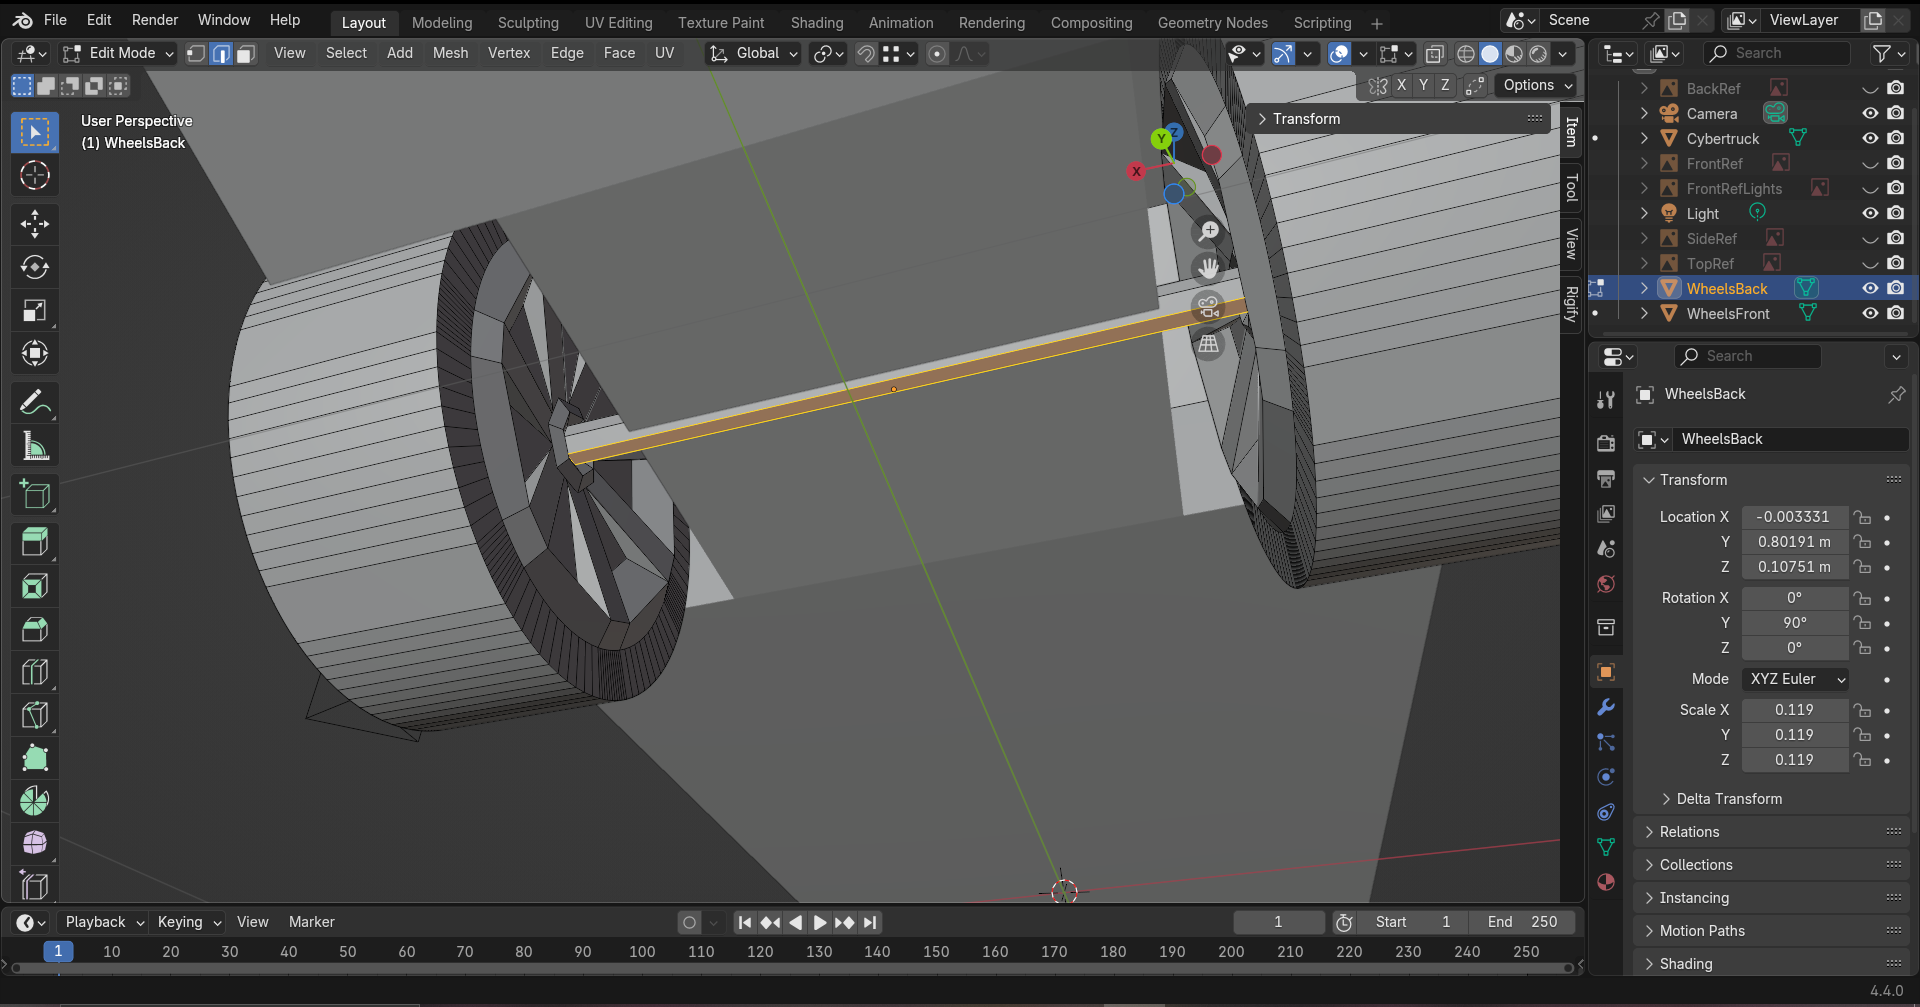 File Edit Render Window Help Layout Modeling Sculpting UV Editing Texture Paint Shading Animation Rendering Compositing Geometry Nodes Scripting + Scene ViewLayer
Edit Mode View Select Add Mesh Vertex Edge Face UV Global Search
X Y Z Options
User Perspective
(1) WheelsBack
Transform
Item
Tool
View
Rigify
X
Y
Z
BackRef
Camera
Cybertruck
FrontRef
FrontRefLights
Light
SideRef
TopRef
WheelsBack
WheelsFront
Search
WheelsBack
WheelsBack
Transform
Location X -0.003331
Y 0.80191 m
Z 0.10751 m
Rotation X 0°
Y 90°
Z 0°
Mode XYZ Euler
Scale X 0.119
Y 0.119
Z 0.119
Delta Transform
Relations
Collections
Instancing
Motion Paths
Shading
Playback Keying View Marker 1 Start 1 End 250
1 10 20 30 40 50 60 70 80 90 100 110 120 130 140 150 160 170 180 190 200 210 220 230 240 250
4.4.0